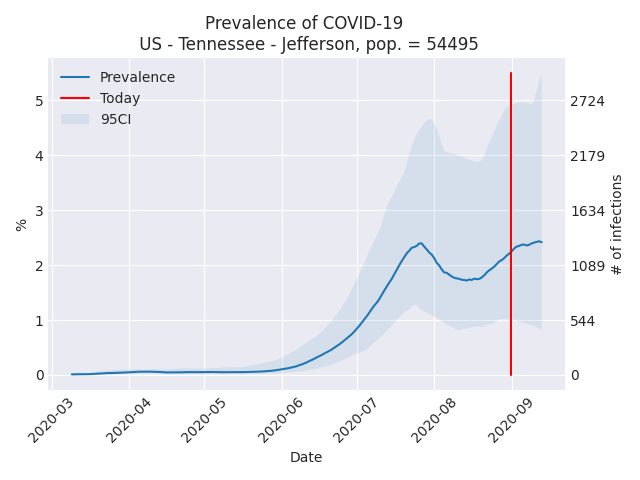 Prevalence of COVID-19
US - Tennessee - Jefferson, pop. = 54495
Prevalence
Today
95CI
5
4
3
2
1
0
%
2724
2179
1634
1089
544
0
# of infections
2020-03
2020-04
2020-05
2020-06
2020-07
2020-08
2020-09
Date